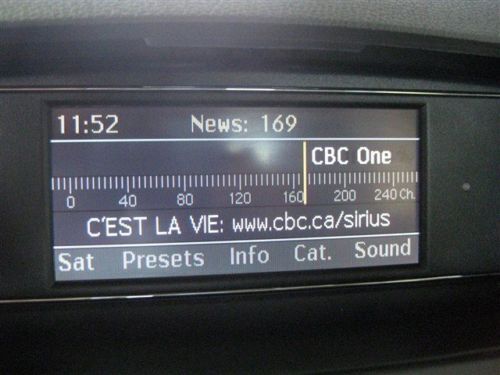 11:52 News: 169
CBC One
0 40 80 120 160 200 240 Ch.
C'EST LA VIE: www.cbc.ca/sirius
Sat Presets Info Cat. Sound